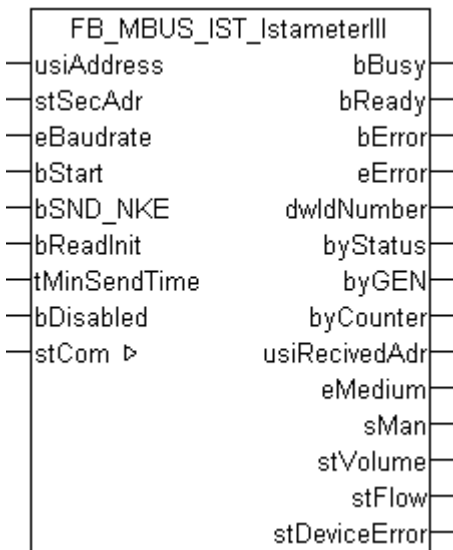 FB_MBUS_IST_IstameterIII
usiAddress bBusy
stSecAdr bReady
eBaudrate bError
bStart eError
bSND_NKE dwIdNumber
bReadInit byStatus
tMinSendTime byGEN
bDisabled byCounter
stCom ▷ usiRecivedAdr
eMedium
sMan
stVolume
stFlow
stDeviceError